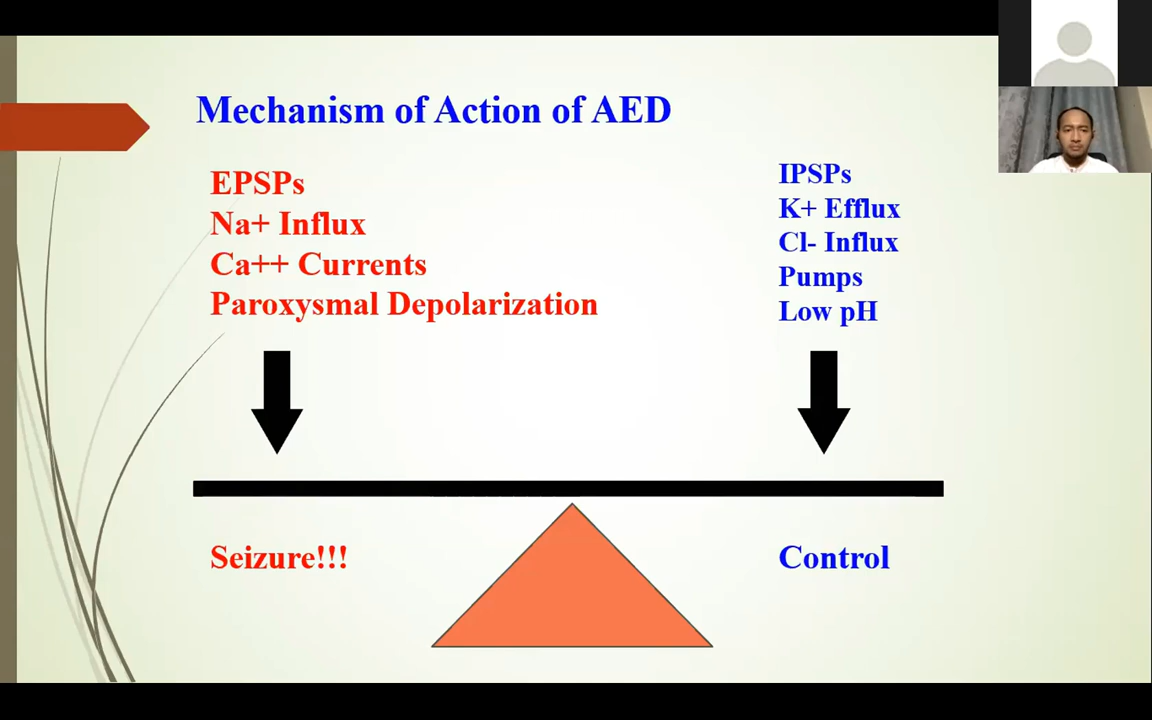 Mechanism of Action of AED
EPSPs
Na+ Influx
Ca++ Currents
Paroxysmal Depolarization
IPSPs
K+ Efflux
Cl- Influx
Pumps
Low pH
Seizure!!!
Control